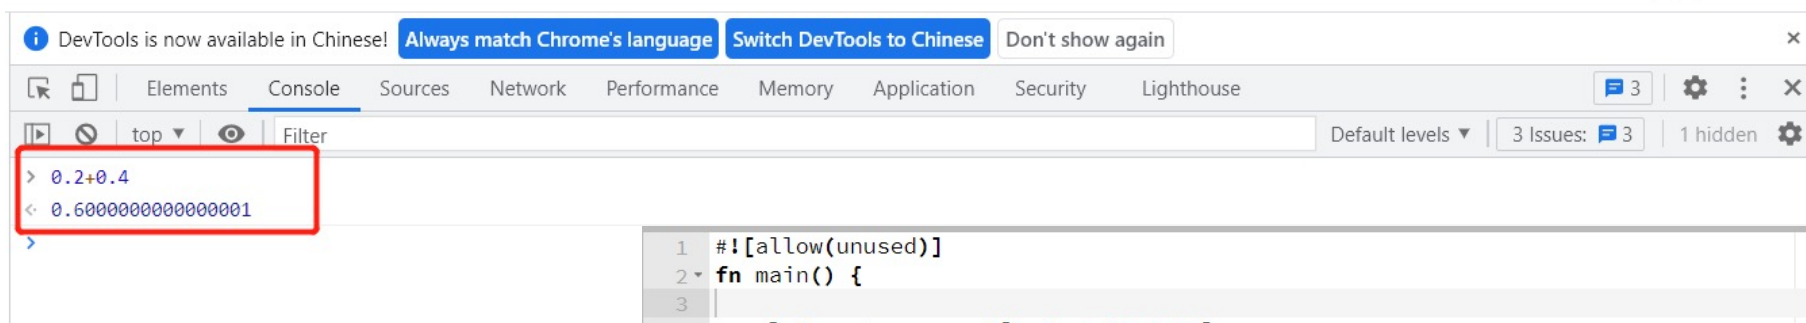 DevTools is now available in Chinese! Always match Chrome's language Switch DevTools to Chinese Don't show again ×
Elements Console Sources Network Performance Memory Application Security Lighthouse 3
top ▼ Filter Default levels ▼ 3 Issues: 3 1 hidden
> 0.2+0.4
0.6000000000000001
>
1 #![allow(unused)]
2 fn main() {
3